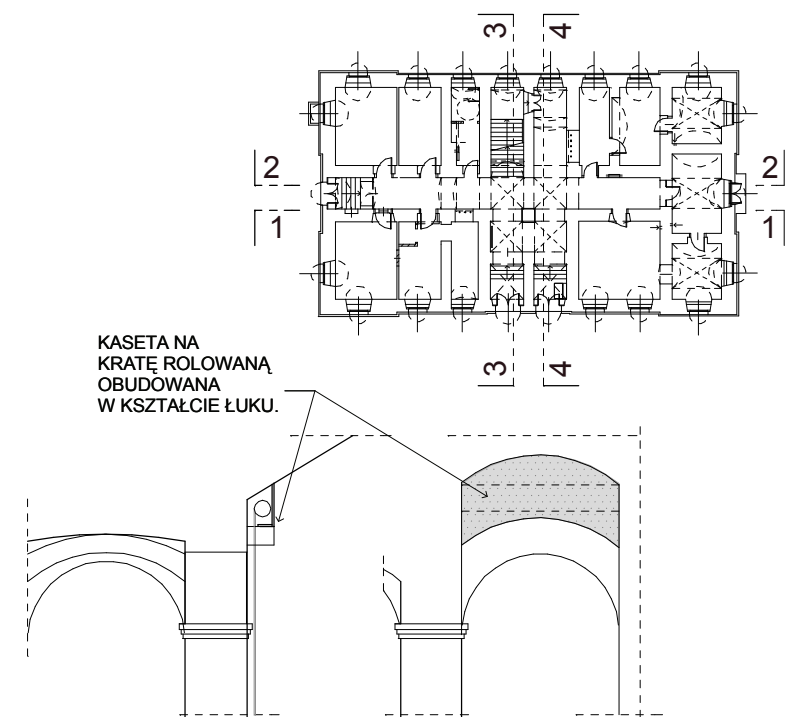 3 4
2 2
1 1
3 4
KASETA NA
KRATĘ ROLOWANĄ
OBUDOWANA
W KSZTAŁCIE ŁUKU.